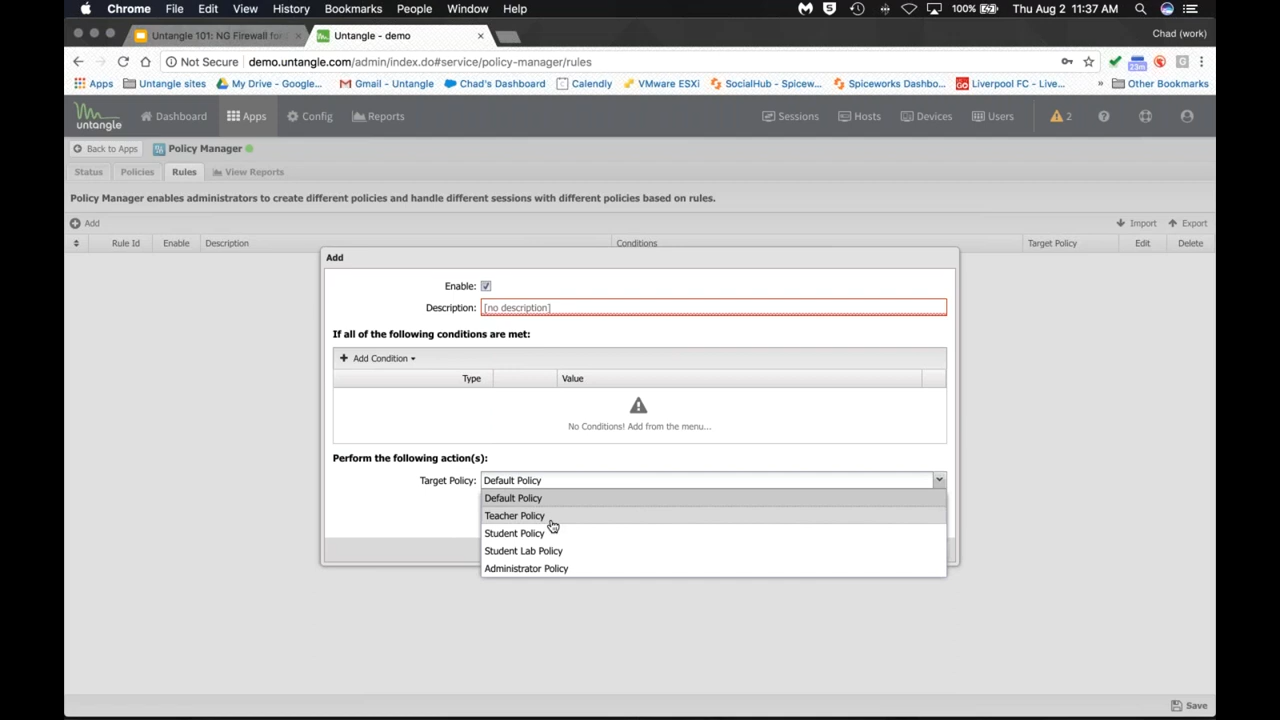 Chrome File Edit View History Bookmarks People Window Help 5 100% Thu Aug 2 11:37 AM
Untangle 101: NG Firewall for Untangle - demo Chad (work)
Not Secure demo.untangle.com/admin/index.do#service/policy-manager/rules 23m G
Apps Untangle sites My Drive - Google... Gmail - Untangle Chad's Dashboard Calendly VMware ESXi SocialHub - Spicew... Spiceworks Dashbo... Go Liverpool FC - Live... » Other Bookmarks
untangle Dashboard Apps Config Reports Sessions Hosts Devices Users 2
Back to Apps Policy Manager
Status Policies Rules View Reports
Policy Manager enables administrators to create different policies and handle different sessions with different policies based on rules.
Add Import Export
Rule Id Enable Description Conditions Target Policy Edit Delete
Add
Enable:
Description: [no description]
If all of the following conditions are met:
Add Condition
Type Value
No Conditions! Add from the menu...
Perform the following action(s):
Target Policy: Default Policy
Default Policy
Teacher Policy
Student Policy
Student Lab Policy
Administrator Policy
Save